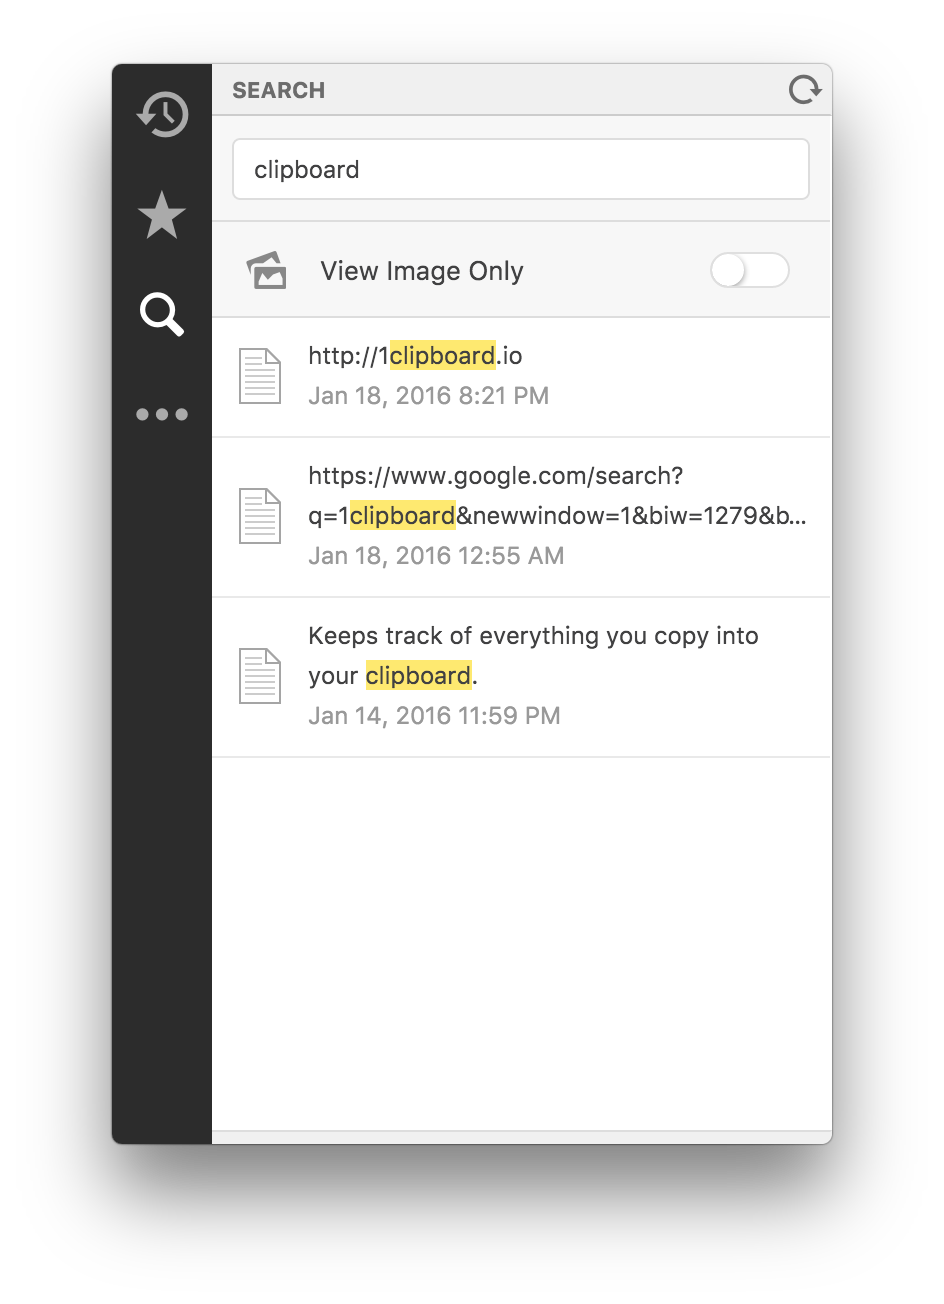 SEARCH
clipboard
View Image Only
http://1clipboard.io
Jan 18, 2016 8:21 PM
https://www.google.com/search?
q=1clipboard&newwindow=1&biw=1279&b...
Jan 18, 2016 12:55 AM
Keeps track of everything you copy into
your clipboard.
Jan 14, 2016 11:59 PM